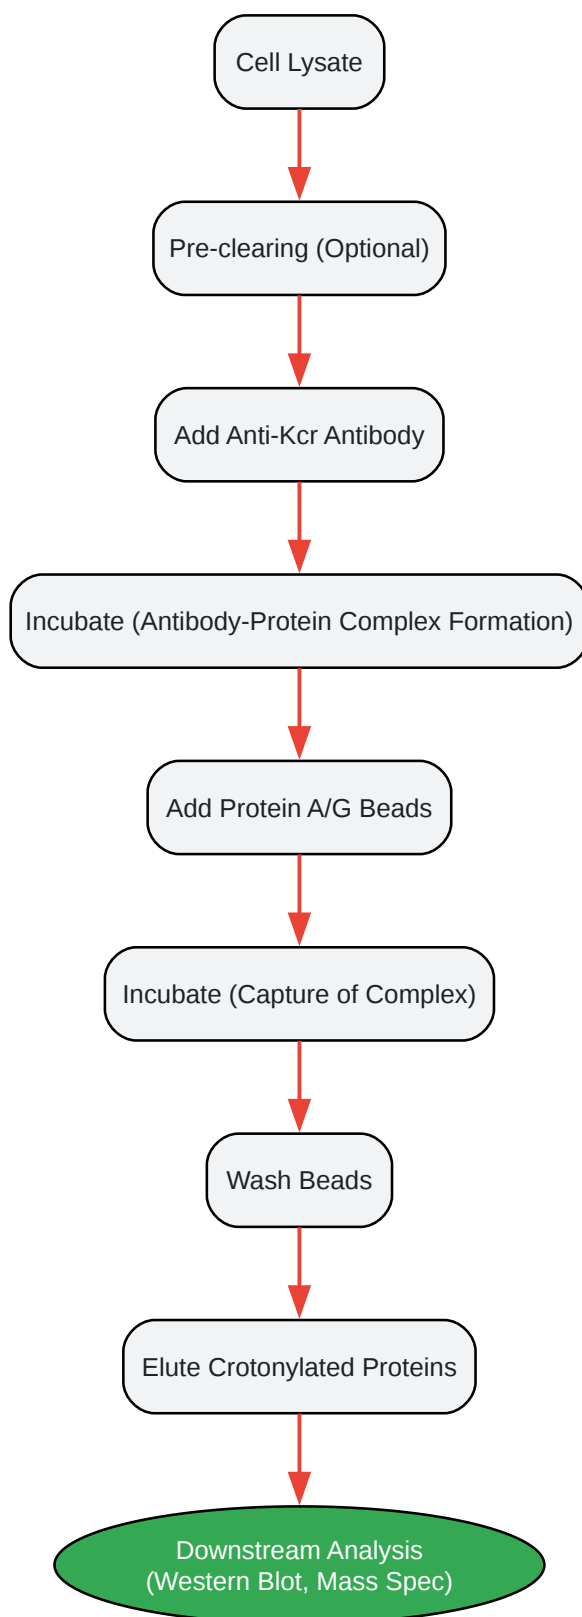 Cell Lysate
Pre-clearing (Optional)
Add Anti-Kcr Antibody
Incubate (Antibody-Protein Complex Formation)
Add Protein A/G Beads
Incubate (Capture of Complex)
Wash Beads
Elute Crotonylated Proteins
Downstream Analysis
(Western Blot, Mass Spec)